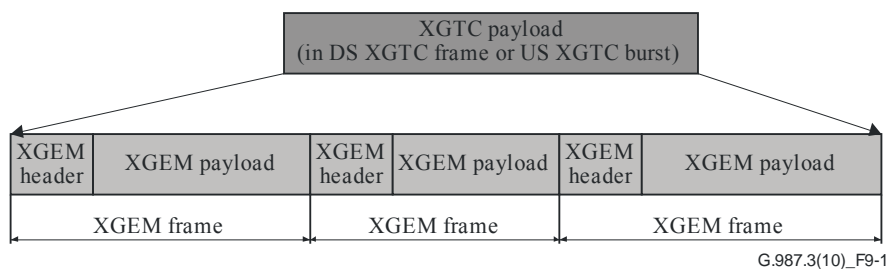 XGTC payload
(in DS XGTC frame or US XGTC burst)
XGEM header
XGEM payload
XGEM header
XGEM payload
XGEM header
XGEM payload
XGEM frame
XGEM frame
XGEM frame
G.987.3(10)_F9-1